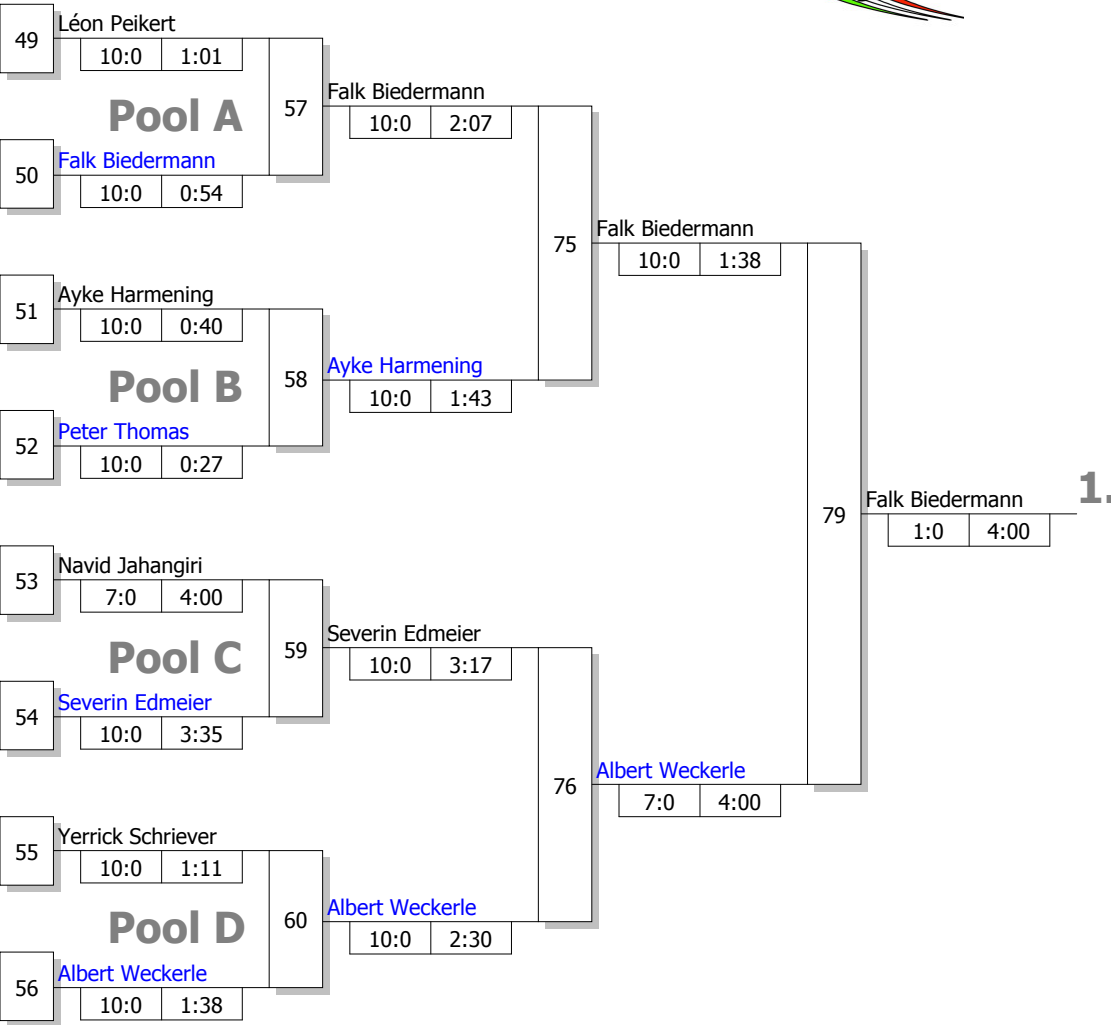 49 Léon Peikert
10:0 1:01
57 Falk Biedermann
10:0 2:07
Pool A
50 Falk Biedermann
10:0 0:54
75 Falk Biedermann
10:0 1:38
51 Ayke Harmening
10:0 0:40
58 Ayke Harmening
10:0 1:43
Pool B
52 Peter Thomas
10:0 0:27
79 Falk Biedermann 1.
1:0 4:00
53 Navid Jahangiri
7:0 4:00
59 Severin Edmeier
10:0 3:17
Pool C
54 Severin Edmeier
10:0 3:35
76 Albert Weckerle
7:0 4:00
55 Yerrick Schriever
10:0 1:11
60 Albert Weckerle
10:0 2:30
Pool D
56 Albert Weckerle
10:0 1:38